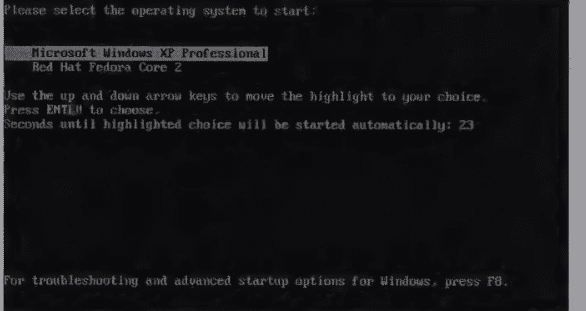 Please select the operating system to start:
Microsoft Windows XP Professional
Red Hat Fedora Core 2
Use the up and down arrow keys to move the highlight to your choice.
Press ENTER to choose.
Seconds until highlighted choice will be started automatically: 23
For troubleshooting and advanced startup options for Windows, press F8.